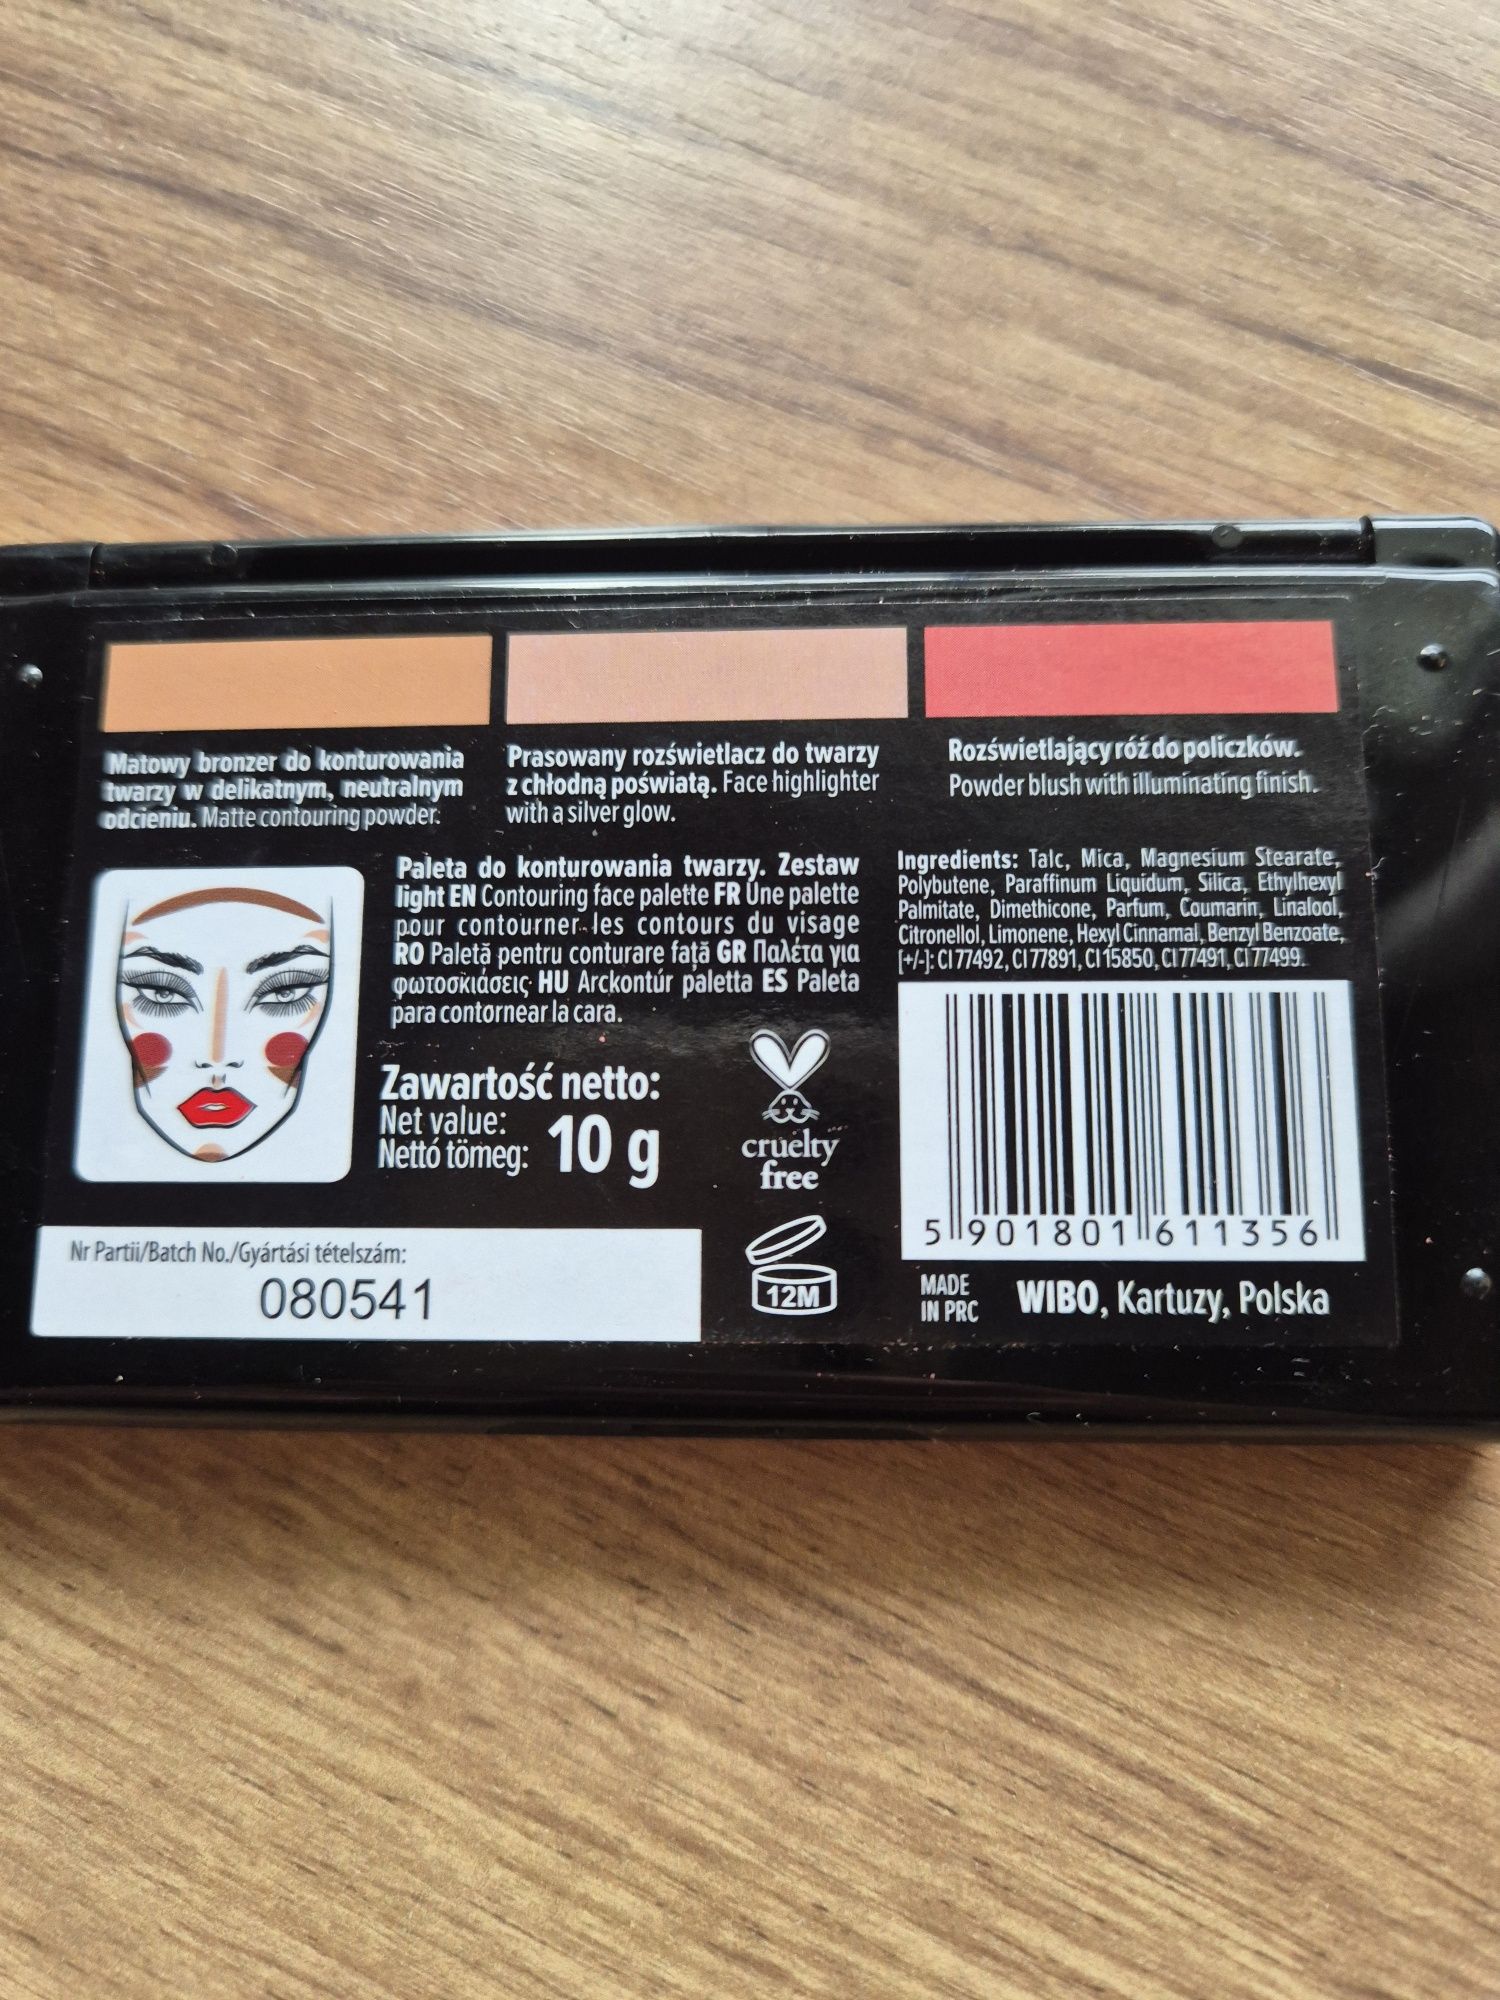 Matowy bronzer do konturowania
twarzy w delikatnym, neutralnym
odcieniu. Matte contouring powder.
Prasowany rozświetlacz do twarzy
z chłodną poświatą. Face highlighter
with a silver glow.
Rozświetlający róż do policzków.
Powder blush with illuminating finish.
Paleta do konturowania twarzy. Zestaw
light EN Contouring face palette FR Une palette
pour contourner les contours du visage
RO Paletă pentru conturare față GR Παλέτα για
φωτοσκιάσεις HU Arckontúr paletta ES Paleta
para contornear la cara.
Ingredients: Talc, Mica, Magnesium Stearate,
Polybutene, Paraffinum Liquidum, Silica, Ethylhexyl
Palmitate, Dimethicone, Parfum, Coumarin, Linalool,
Citronellol, Limonene, Hexyl Cinnamal, Benzyl Benzoate,
[+/-]: CI 77492, CI 77891, CI 15850, CI 77491, CI 77499.
Zawartość netto:
Net value:
Nettó tömeg: 10 g
cruelty
free
5 901801 611356
Nr Partii/Batch No./Gyártási tételszám:
080541
12M
MADE
IN PRC
WIBO, Kartuzy, Polska